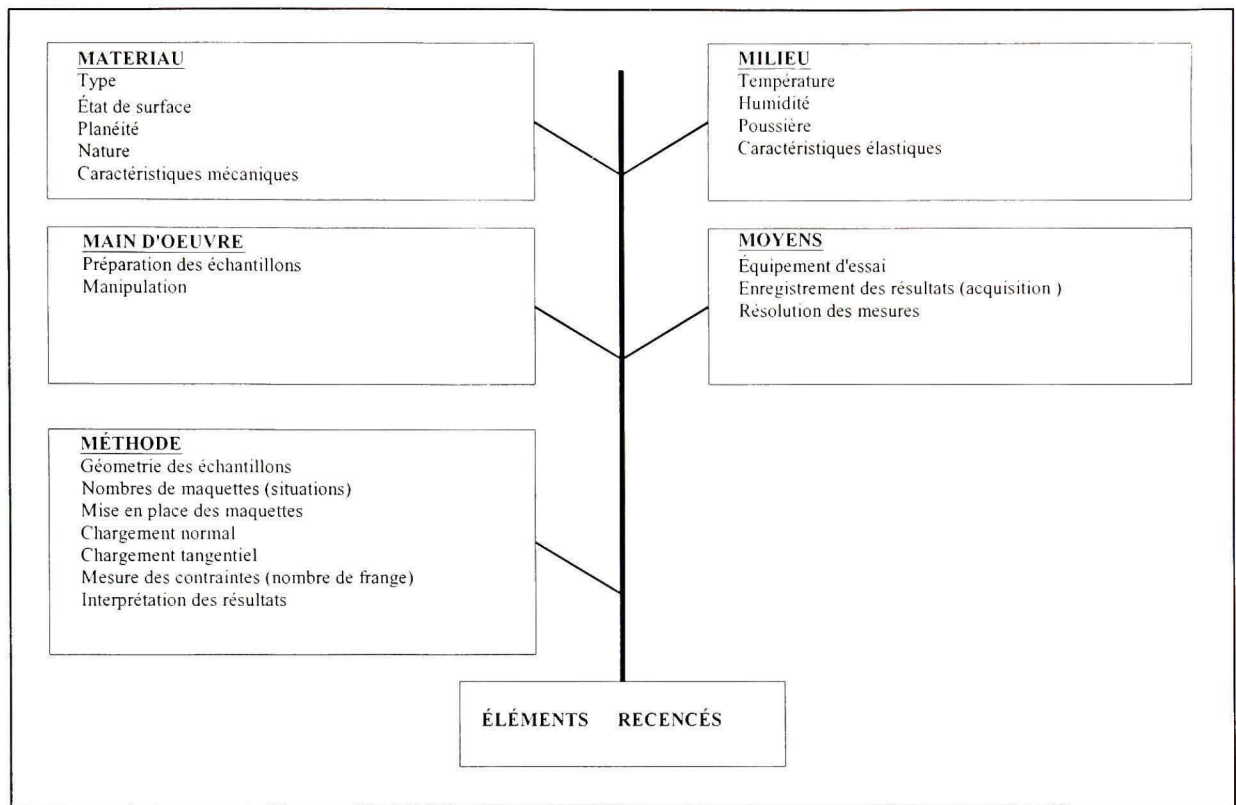 MATERIAU
Type
État de surface
Planéité
Nature
Caractéristiques mécaniques
MILIEU
Température
Humidité
Poussière
Caractéristiques élastiques
MAIN D'OEUVRE
Préparation des échantillons
Manipulation
MOYENS
Équipement d'essai
Enregistrement des résultats (acquisition )
Résolution des mesures
MÉTHODE
Géometrie des échantillons
Nombres de maquettes (situations)
Mise en place des maquettes
Chargement normal
Chargement tangentiel
Mesure des contraintes (nombre de frange)
Interprétation des résultats
ÉLÉMENTS RECENCÉS